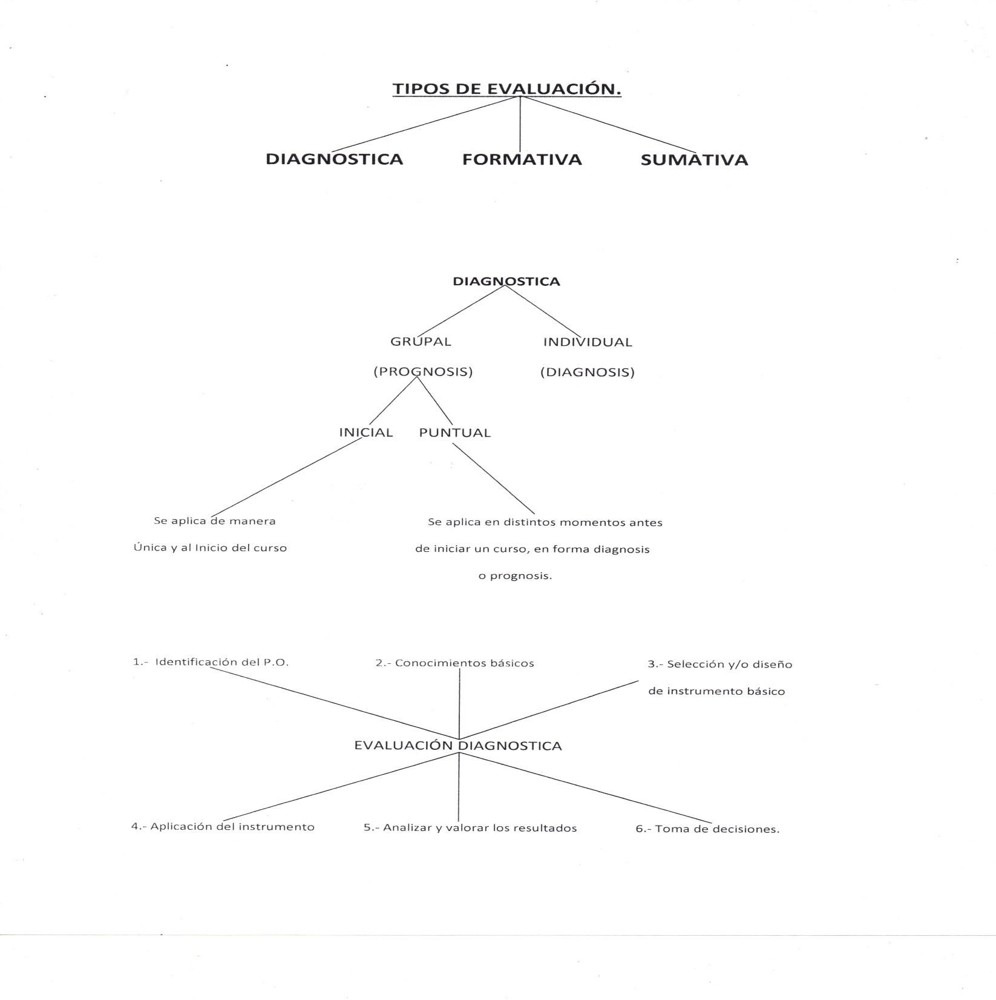 TIPOS DE EVALUACIÓN.
DIAGNOSTICA FORMATIVA SUMATIVA
DIAGNOSTICA
GRUPAL INDIVIDUAL
(PROGNOSIS) (DIAGNOSIS)
INICIAL PUNTUAL
Se aplica de manera
Única y al Inicio del curso
Se aplica en distintos momentos antes
de iniciar un curso, en forma diagnosis
o prognosis.
1.- Identificación del P.O.
2.- Conocimientos básicos
3.- Selección y/o diseño
de instrumento básico
EVALUACIÓN DIAGNOSTICA
4.- Aplicación del instrumento
5.- Analizar y valorar los resultados
6.- Toma de decisiones.